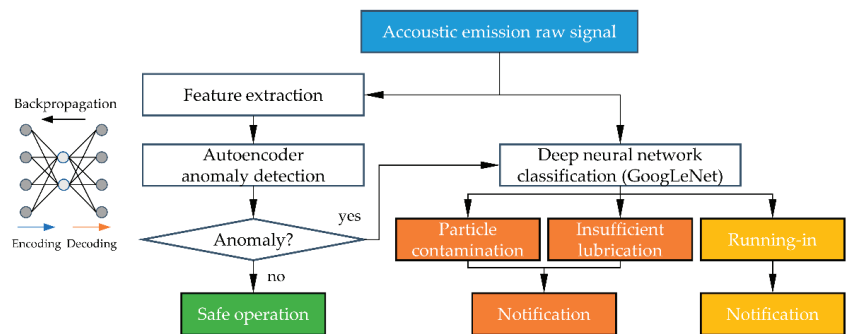 Accoustic emission raw signal
Feature extraction
Backpropagation
Autoencoder
anomaly detection
Deep neural network
classification (GoogLeNet)
yes
Encoding Decoding
Anomaly?
Particle
contamination
Insufficient
lubrication
Running-in
no
Safe operation
Notification
Notification